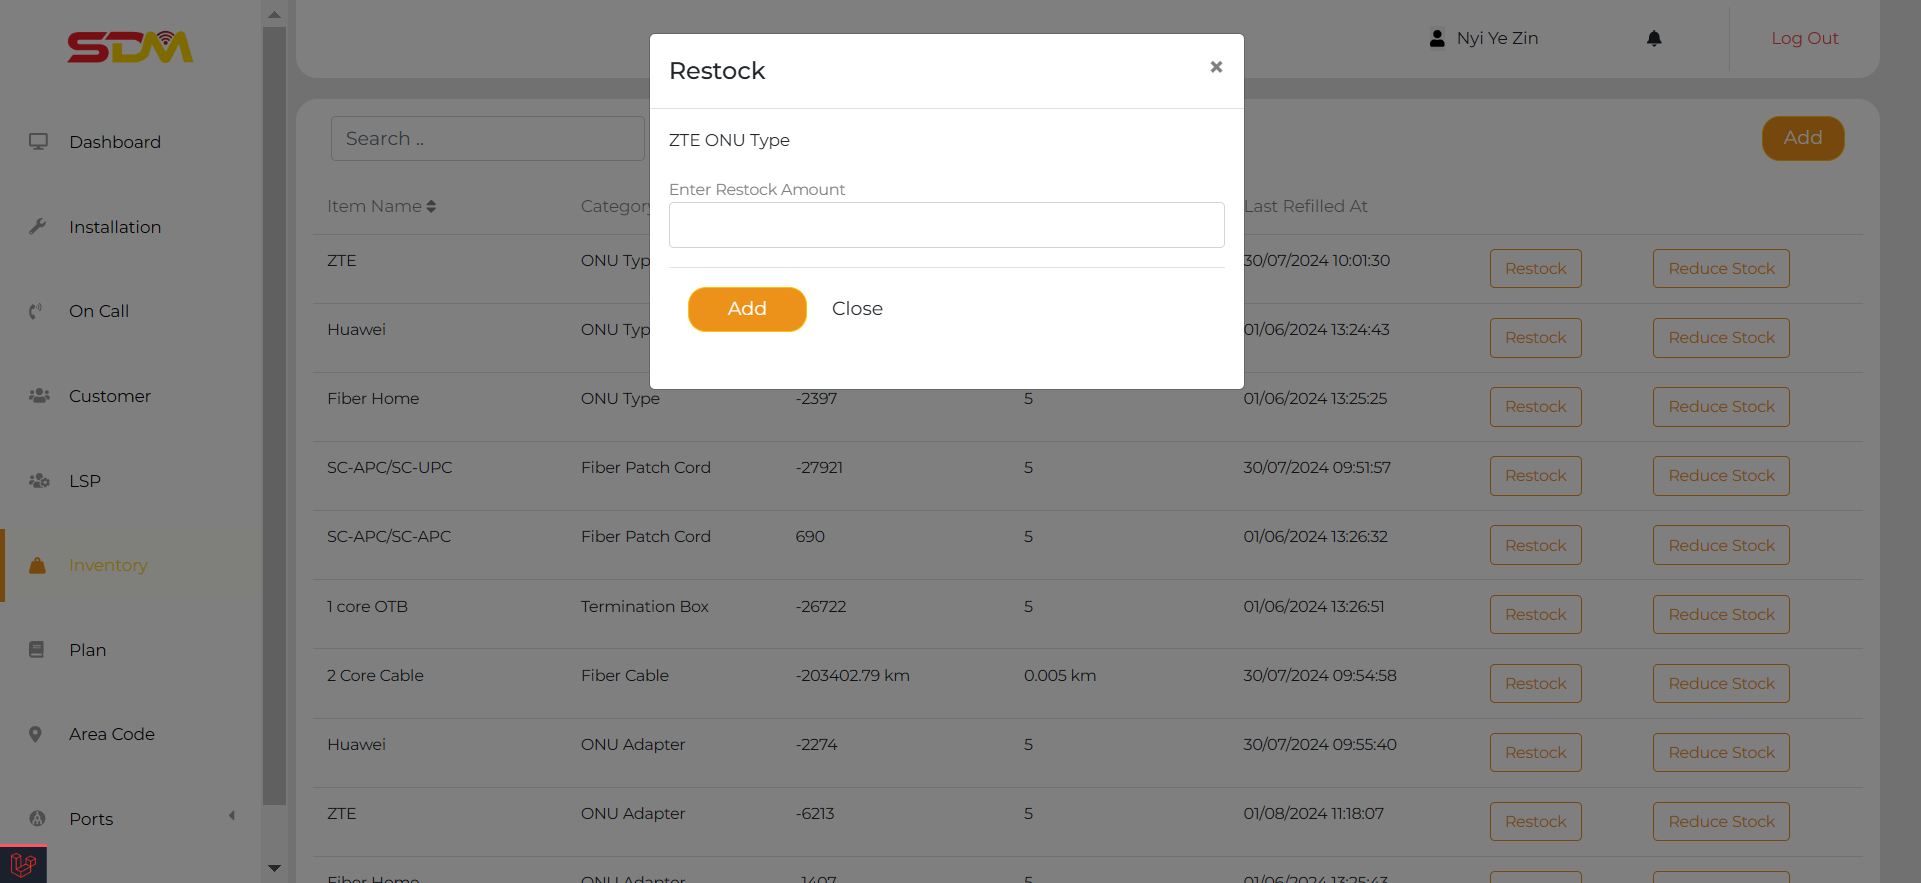 SDM
Nyi Ye Zin
Log Out
Dashboard
Installation
On Call
Customer
LSP
Inventory
Plan
Area Code
Ports
Restock
×
ZTE ONU Type
Enter Restock Amount
Add
Close
Search ..
Add
Item Name
Category
Last Refilled At
ZTE ONU Typ 30/07/2024 10:01:30 Restock Reduce Stock
Huawei ONU Typ 01/06/2024 13:24:43 Restock Reduce Stock
Fiber Home ONU Type -2397 5 01/06/2024 13:25:25 Restock Reduce Stock
SC-APC/SC-UPC Fiber Patch Cord -27921 5 30/07/2024 09:51:57 Restock Reduce Stock
SC-APC/SC-APC Fiber Patch Cord 690 5 01/06/2024 13:26:32 Restock Reduce Stock
1 core OTB Termination Box -26722 5 01/06/2024 13:26:51 Restock Reduce Stock
2 Core Cable Fiber Cable -203402.79 km 0.005 km 30/07/2024 09:54:58 Restock Reduce Stock
Huawei ONU Adapter -2274 5 30/07/2024 09:55:40 Restock Reduce Stock
ZTE ONU Adapter -6213 5 01/08/2024 11:18:07 Restock Reduce Stock
Fiber Home ONU Adapter -1407 5 01/06/2024 13:25:43